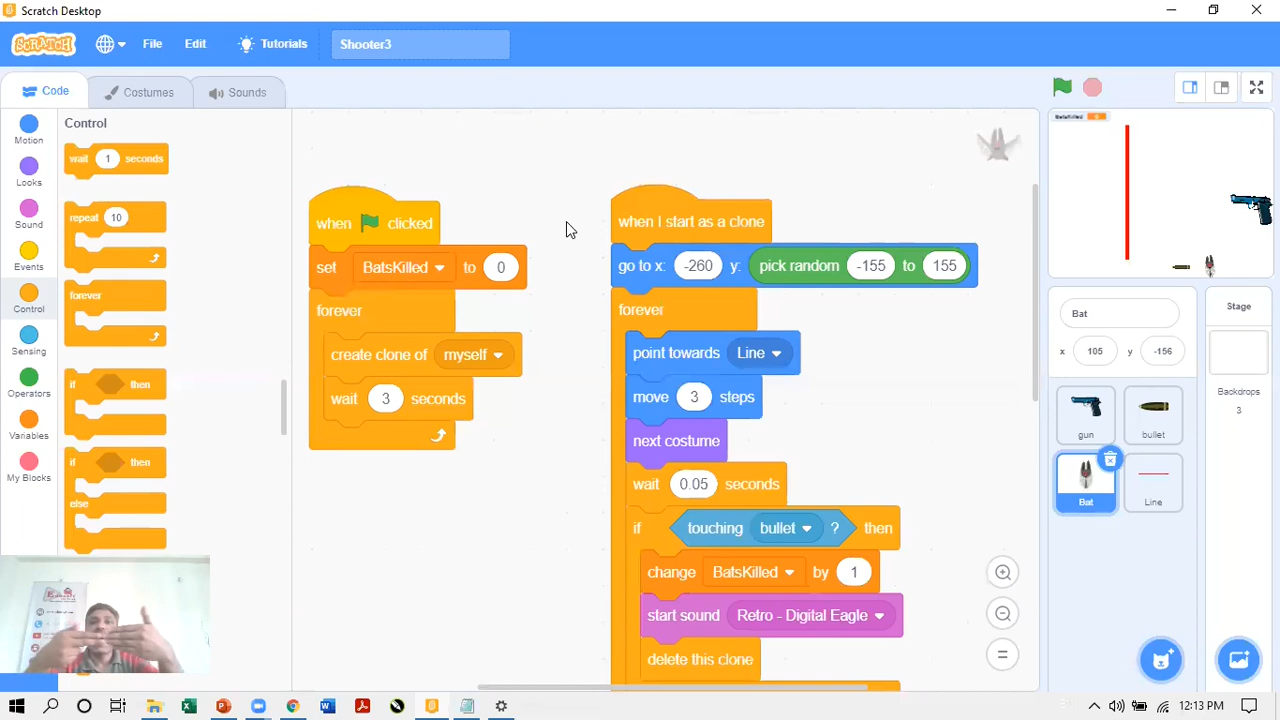 Scratch Desktop
SCRATCH
File
Edit
Tutorials
Shooter3
Code
Costumes
Sounds
Motion
Looks
Sound
Events
Control
Sensing
Operators
Variables
My Blocks
Control
wait 1 seconds
repeat 10
forever
if then
if then
else
when clicked
set BatsKilled to 0
forever
create clone of myself
wait 3 seconds
when I start as a clone
go to x: -260 y: pick random -155 to 155
forever
point towards Line
move 3 steps
next costume
wait 0.05 seconds
if touching bullet ? then
change BatsKilled by 1
start sound Retro - Digital Eagle
delete this clone
BatsKilled
Bat
x 105 y -156
gun
bullet
Bat
Line
Stage
Backdrops
3
12:13 PM